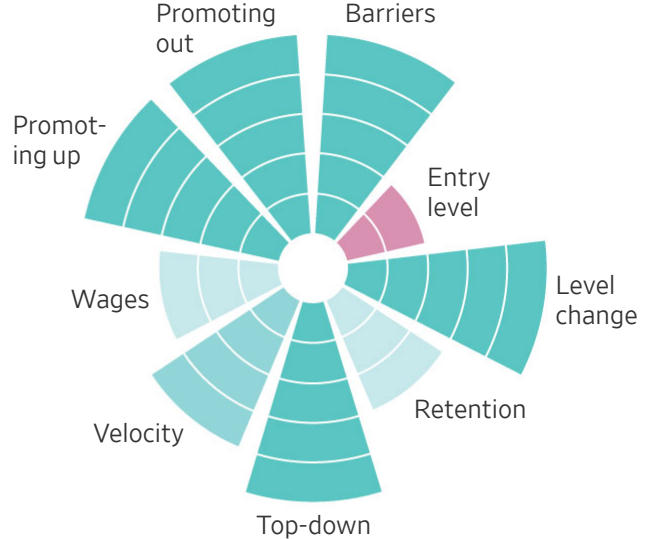 Promoting
out
Barriers
Promot-
ing up
Entry
level
Wages
Level
change
Retention
Velocity
Top-down